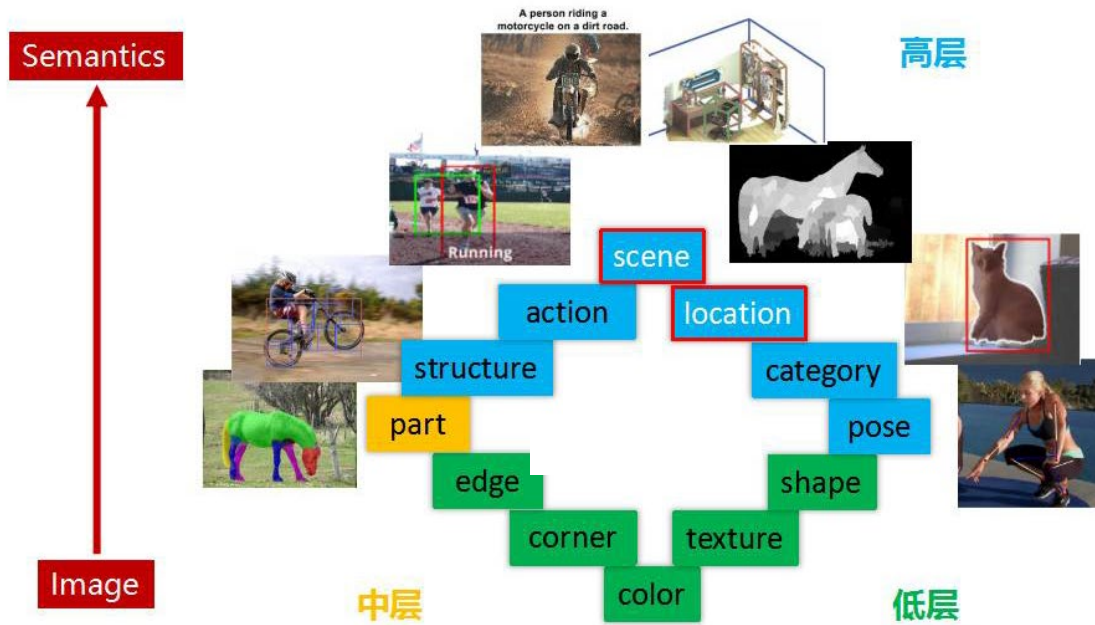 A person riding a
motorcycle on a dirt road.
Semantics
高层
Running
scene
action
location
structure
category
part
pose
edge
shape
corner
texture
Image
中层
color
低层